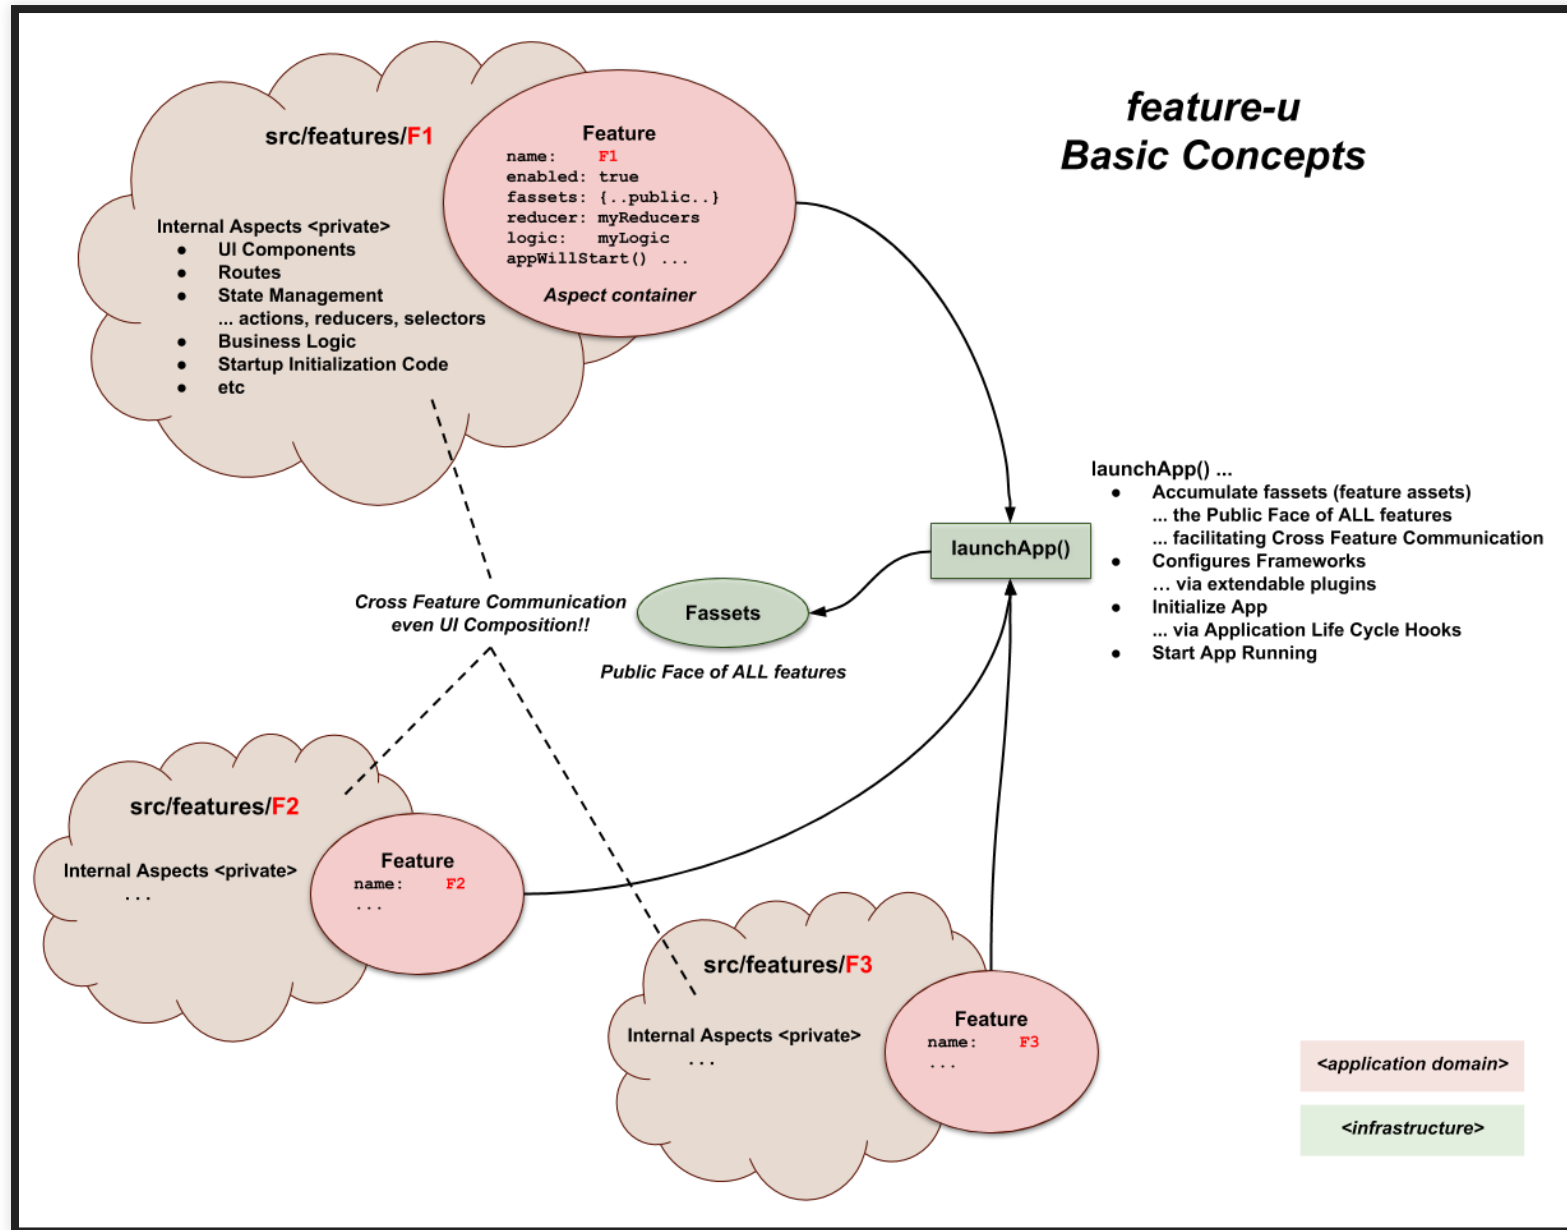 feature-u
Basic Concepts
src/features/F1
Internal Aspects <private>
● UI Components
● Routes
● State Management
... actions, reducers, selectors
● Business Logic
● Startup Initialization Code
● etc
Feature
name: F1
enabled: true
fassets: {..public..}
reducer: myReducers
logic: myLogic
appWillStart() ...
Aspect container
launchApp()
launchApp() ...
● Accumulate fassets (feature assets)
... the Public Face of ALL features
... facilitating Cross Feature Communication
● Configures Frameworks
... via extendable plugins
● Initialize App
... via Application Life Cycle Hooks
● Start App Running
Cross Feature Communication
even UI Composition!!
Fassets
Public Face of ALL features
src/features/F2
Internal Aspects <private>
...
Feature
name: F2
...
src/features/F3
Internal Aspects <private>
...
Feature
name: F3
...
<application domain>
<infrastructure>